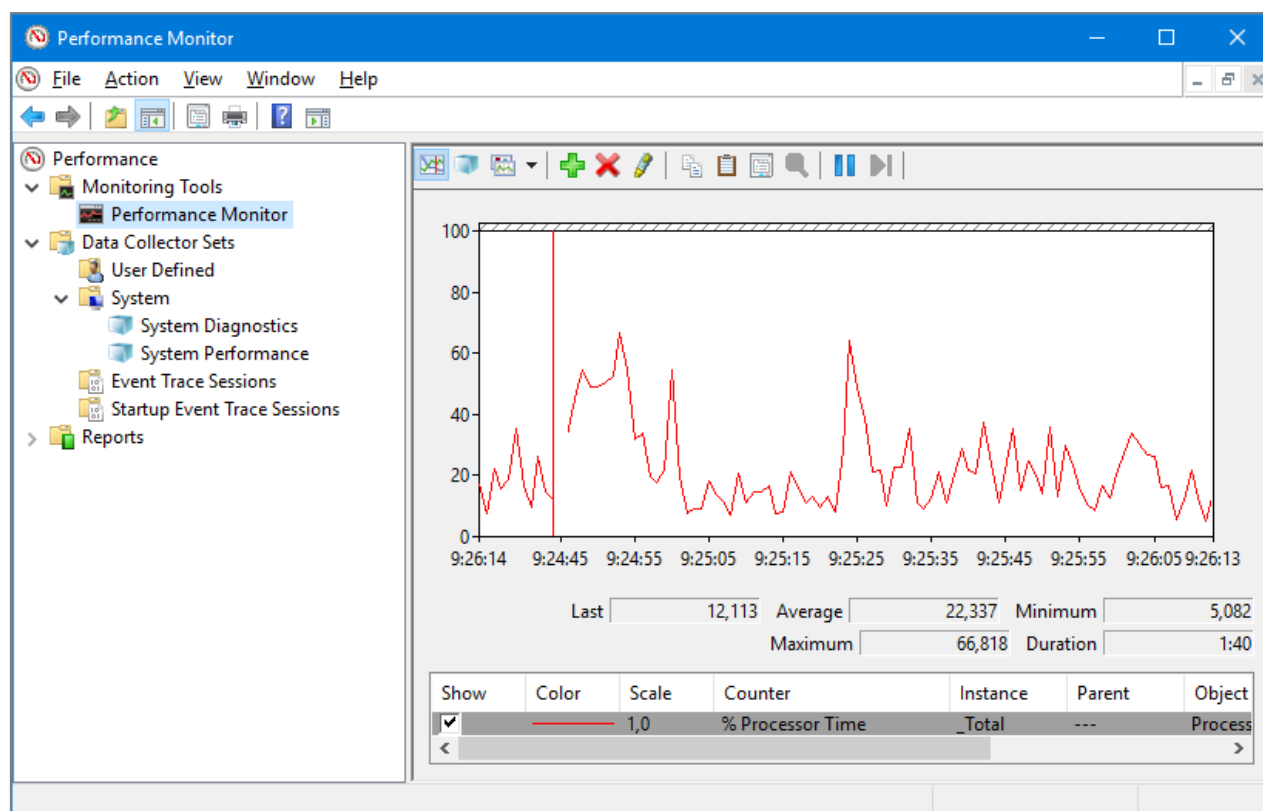 Performance Monitor
File Action View Window Help
Performance
Monitoring Tools
Performance Monitor
Data Collector Sets
User Defined
System
System Diagnostics
System Performance
Event Trace Sessions
Startup Event Trace Sessions
Reports
100
80
60
40
20
0
9:26:14 9:24:45 9:24:55 9:25:05 9:25:15 9:25:25 9:25:35 9:25:45 9:25:55 9:26:05 9:26:13
Last 12,113 Average 22,337 Minimum 5,082
Maximum 66,818 Duration 1:40
Show Color Scale Counter Instance Parent Object
1,0 % Processor Time _Total --- Process